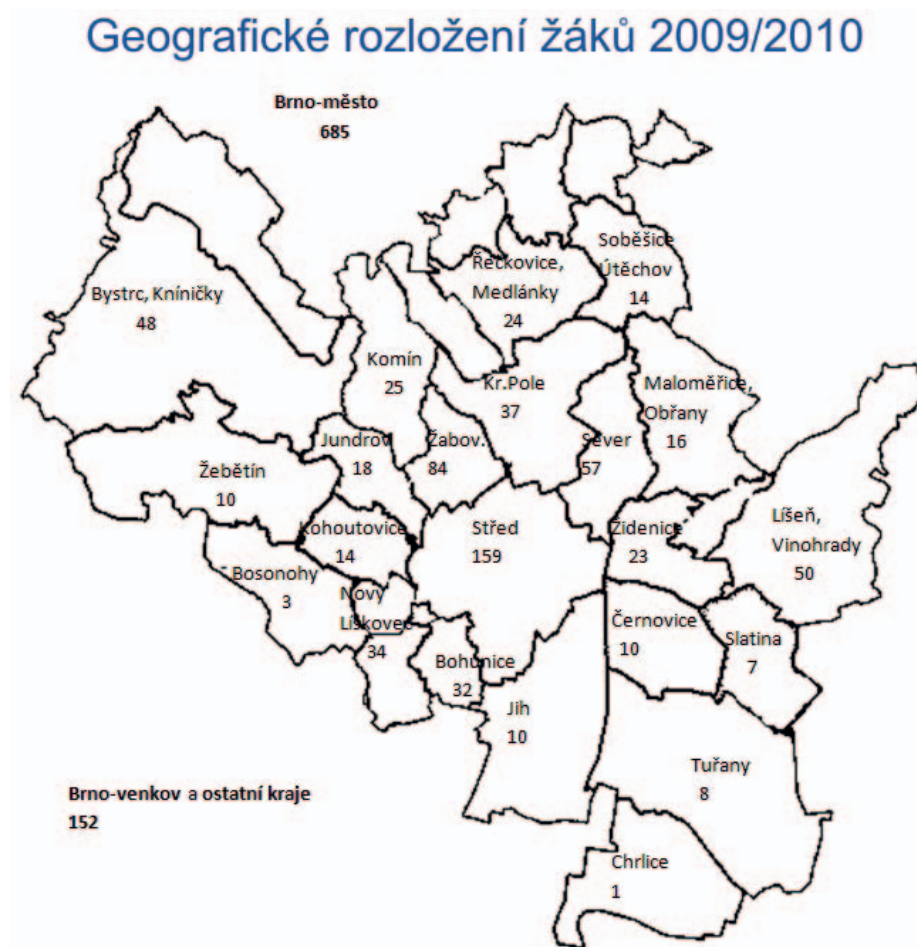 Geografické rozložení žáků 2009/2010
Brno-město
685
Soběšice
Útěchov
14
Řečkovice,
Medlánky
24
Bystrc, Kníničky
48
Komín
25
Kr.Pole
37
Maloměřice,
Obřany
16
Jundrov
18
Žabov.
84
Sever
57
Žebětín
10
Kohoutovice
14
Střed
159
Židenice
23
Líšeň,
Vinohrady
50
Bosonohy
3
Nový
Lískovec
34
Bohunice
32
Černovice
10
Slatina
7
Jih
10
Tuřany
8
Brno-venkov a ostatní kraje
152
Chrlice
1